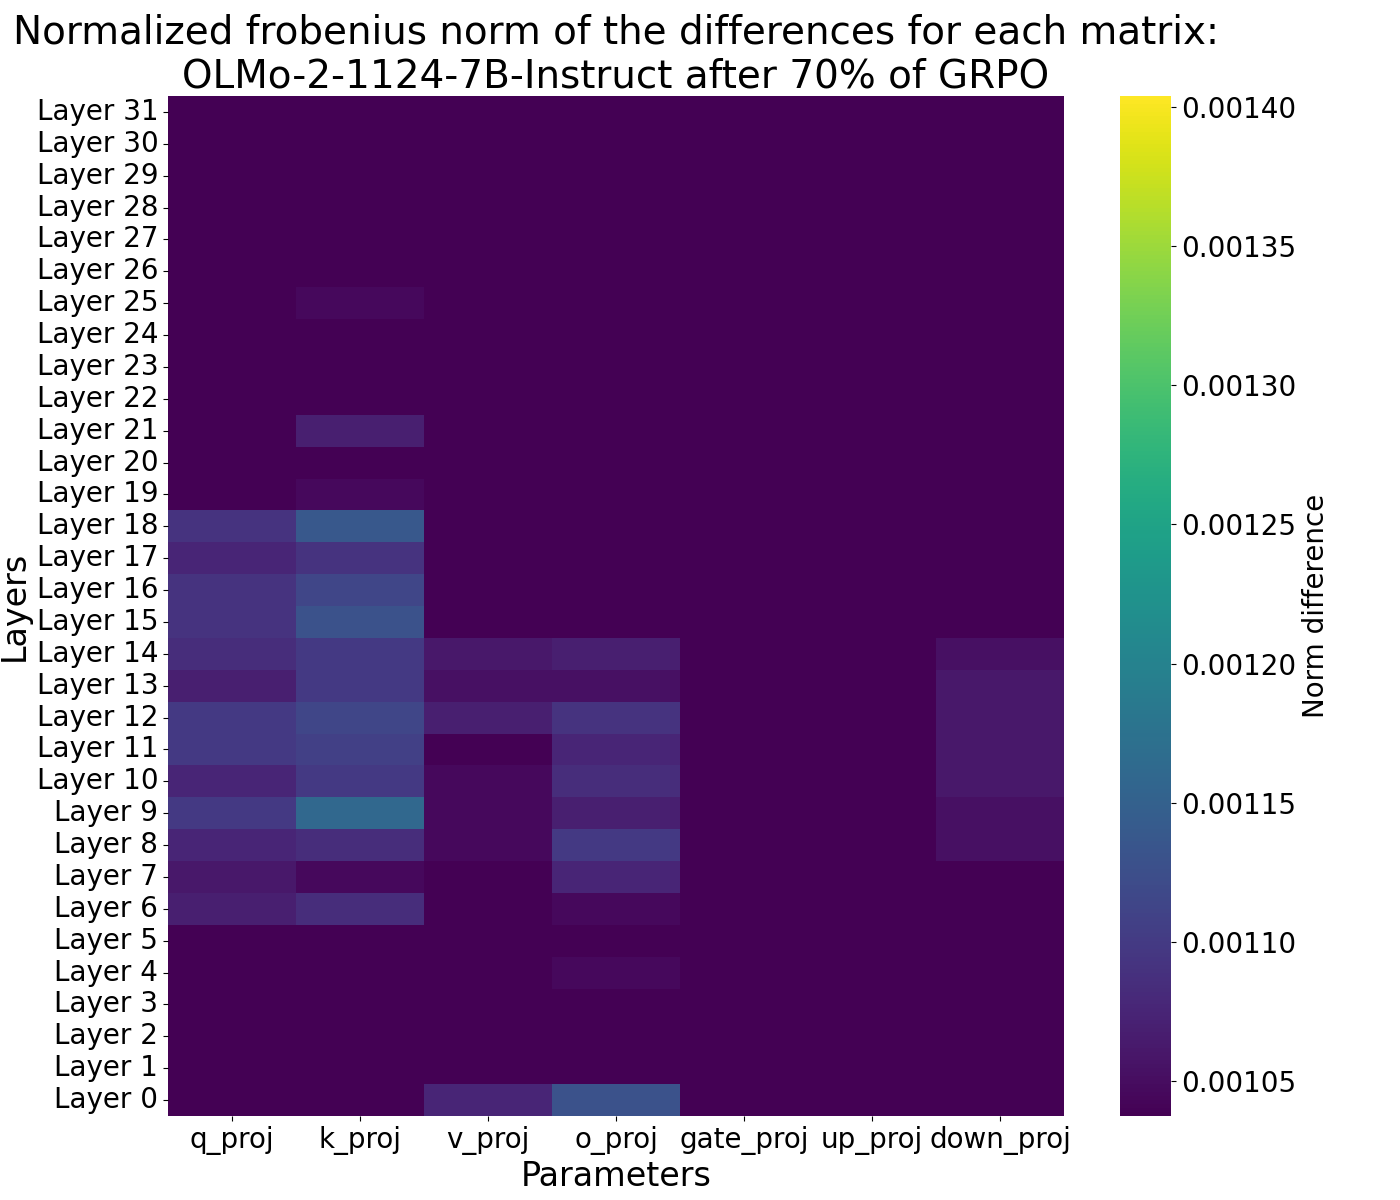 Normalized frobenius norm of the differences for each matrix:
OLMo-2-1124-7B-Instruct after 70% of GRPO
Layer 31
Layer 30
Layer 29
Layer 28
Layer 27
Layer 26
Layer 25
Layer 24
Layer 23
Layer 22
Layer 21
Layer 20
Layer 19
Layer 18
Layer 17
Layer 16
Layer 15
Layer 14
Layer 13
Layer 12
Layer 11
Layer 10
Layer 9
Layer 8
Layer 7
Layer 6
Layer 5
Layer 4
Layer 3
Layer 2
Layer 1
Layer 0
Layers
q_proj k_proj v_proj o_proj gate_proj up_proj down_proj
Parameters
0.00140
0.00135
0.00130
0.00125
0.00120
0.00115
0.00110
0.00105
Norm difference